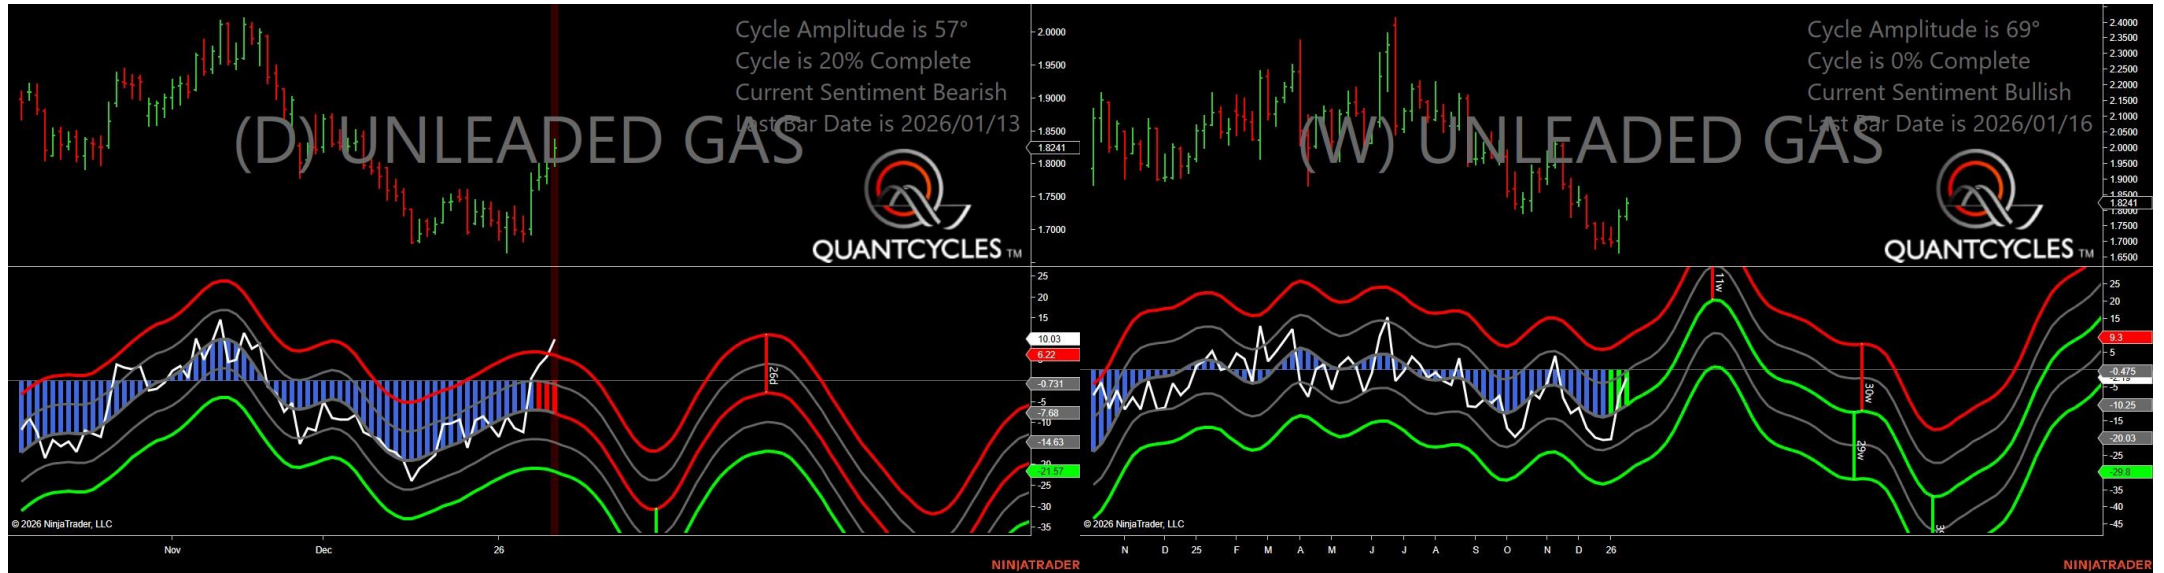 Cycle Amplitude is 57°
Cycle is 20% Complete
Current Sentiment Bearish
Last Bar Date is 2026/01/13
(D) UNLEADED GAS
QUANTCYCLES TM
2.0000
1.9500
1.9000
1.8500
1.8241
1.8000
1.7500
1.7000
25
20
15
10.03
6.22
-0.731
-5
-7.68
-10
-14.63
-20
-21.57
-25
-30
-35
26d
© 2026 NinjaTrader, LLC
Nov
Dec
26
NINJATRADER
Cycle Amplitude is 69°
Cycle is 0% Complete
Current Sentiment Bullish
Last Bar Date is 2026/01/16
(W) UNLEADED GAS
QUANTCYCLES TM
2.4000
2.3500
2.3000
2.2500
2.2000
2.1500
2.1000
2.0500
2.0000
1.9500
1.9000
1.8500
1.8241
1.8000
1.7500
1.7000
1.6500
25
20
15
9.3
5
-0.475
-5
-10.25
-15
-20.03
-25
-29.8
-35
-40
-45
11w
30w
29w
© 2026 NinjaTrader, LLC
N D 25 F M A M J J A S O N D 26
NINJATRADER